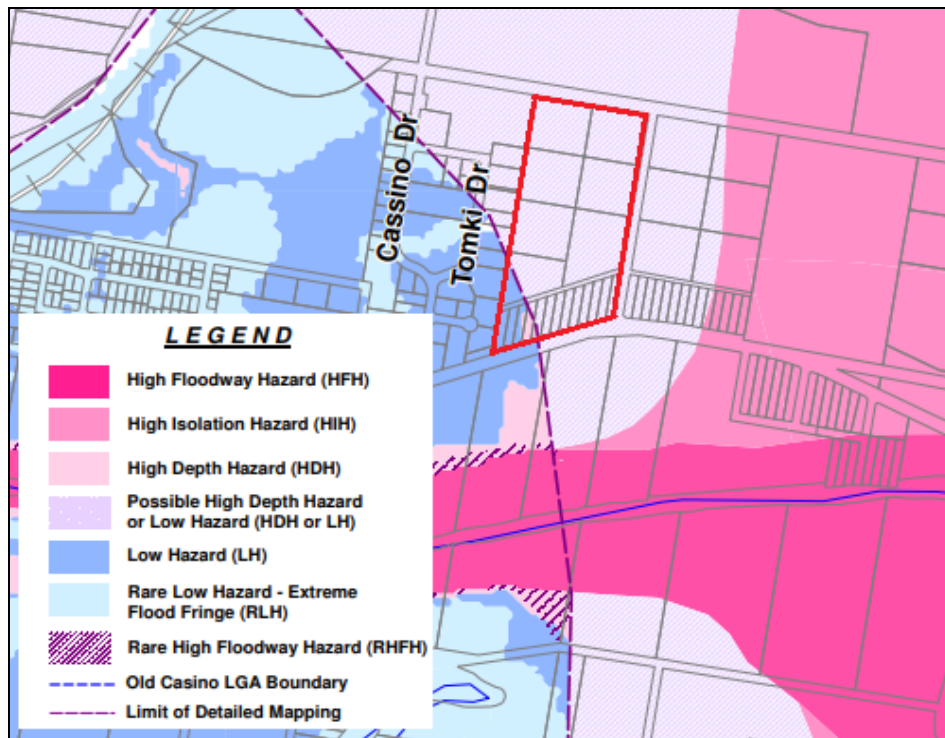 Cassino Dr
Tomki Dr
LEGEND
High Floodway Hazard (HFH)
High Isolation Hazard (HIH)
High Depth Hazard (HDH)
Possible High Depth Hazard
or Low Hazard (HDH or LH)
Low Hazard (LH)
Rare Low Hazard - Extreme
Flood Fringe (RLH)
Rare High Floodway Hazard (RHFH)
Old Casino LGA Boundary
Limit of Detailed Mapping